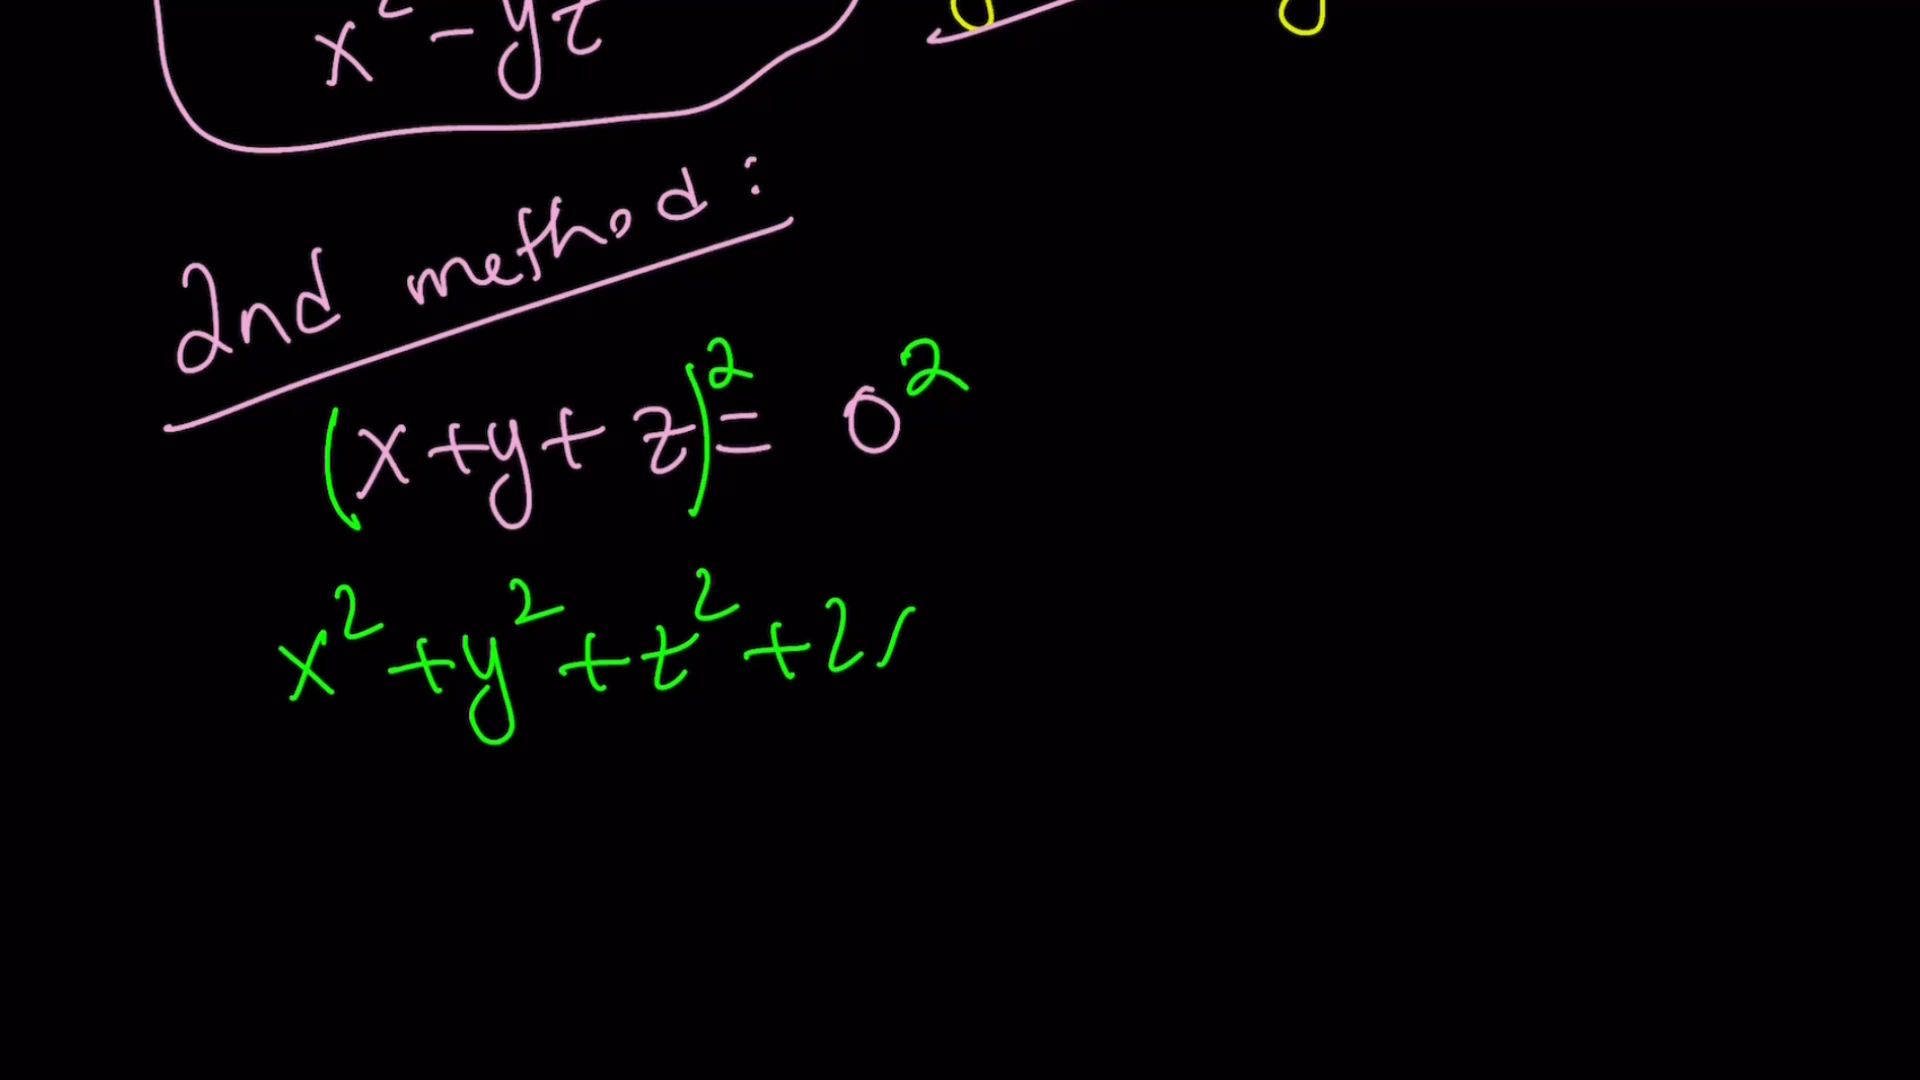 x² - yz
2nd method:
(x+y+z)² = 0²
x² + y² + z² + 2